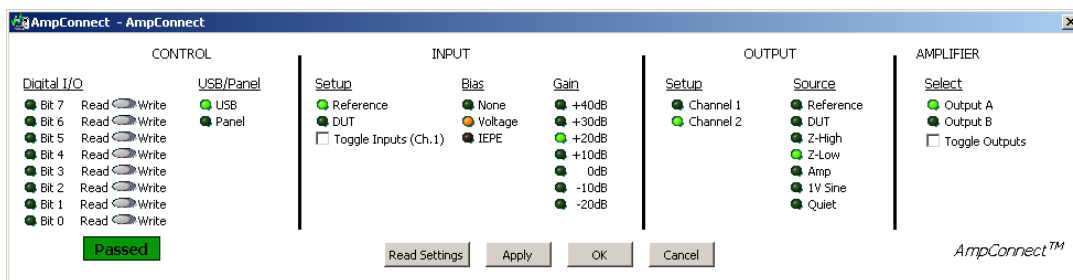 AmpConnect - AmpConnect
CONTROL
INPUT
OUTPUT
AMPLIFIER
Digital I/O
USB/Panel
Bit 7 Read Write
USB
Bit 6 Read Write
Panel
Bit 5 Read Write
Bit 4 Read Write
Bit 3 Read Write
Bit 2 Read Write
Bit 1 Read Write
Bit 0 Read Write
Passed
Setup
Bias
Gain
Reference
None
+40dB
DUT
Voltage
+30dB
Toggle Inputs (Ch.1)
IEPE
+20dB
+10dB
0dB
-10dB
-20dB
Setup
Source
Channel 1
Reference
Channel 2
DUT
Z-High
Z-Low
Amp
1V Sine
Quiet
Select
Output A
Output B
Toggle Outputs
Read Settings
Apply
OK
Cancel
AmpConnect™